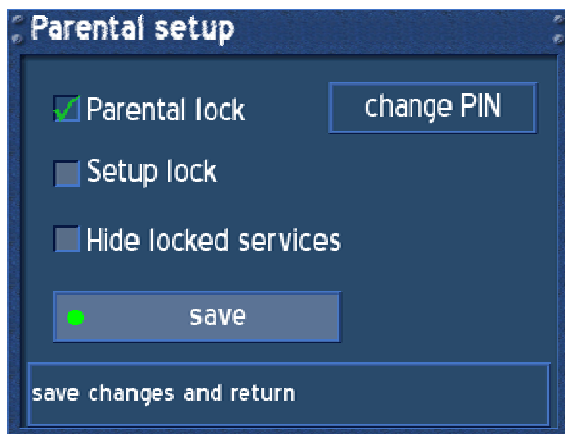 Parental setup
Parental lock
change PIN
Setup lock
Hide locked services
save
save changes and return